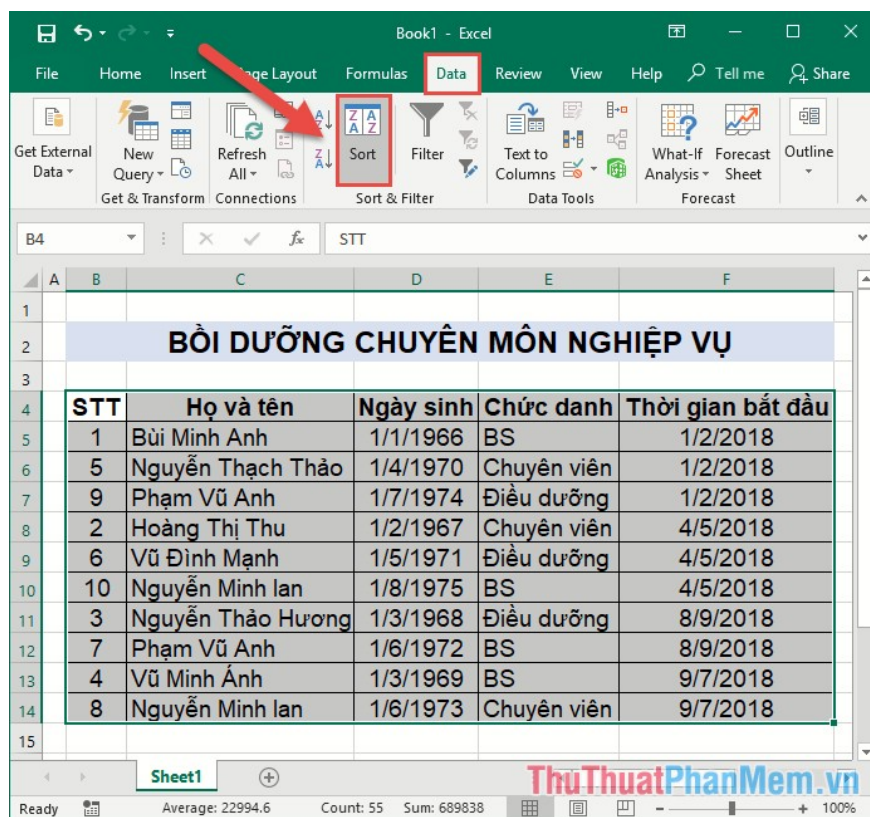 Book1 - Excel
File Home Insert Page Layout Formulas Data Review View Help Tell me Share
Get External Data
New Query
Refresh All
Sort
Filter
Text to Columns
What-If Analysis
Forecast Sheet
Outline
Get & Transform Connections Sort & Filter Data Tools Forecast
B4 fx STT
A B C D E F
1
2 BỒI DƯỠNG CHUYÊN MÔN NGHIỆP VỤ
3
4 STT Họ và tên Ngày sinh Chức danh Thời gian bắt đầu
5 1 Bùi Minh Anh 1/1/1966 BS 1/2/2018
6 5 Nguyễn Thạch Thảo 1/4/1970 Chuyên viên 1/2/2018
7 9 Phạm Vũ Anh 1/7/1974 Điều dưỡng 1/2/2018
8 2 Hoàng Thị Thu 1/2/1967 Chuyên viên 4/5/2018
9 6 Vũ Đình Mạnh 1/5/1971 Điều dưỡng 4/5/2018
10 10 Nguyễn Minh lan 1/8/1975 BS 4/5/2018
11 3 Nguyễn Thảo Hương 1/3/1968 Điều dưỡng 8/9/2018
12 7 Phạm Vũ Anh 1/6/1972 BS 8/9/2018
13 4 Vũ Minh Ánh 1/3/1969 BS 9/7/2018
14 8 Nguyễn Minh lan 1/6/1973 Chuyên viên 9/7/2018
15
Sheet1
ThuThuatPhanMem.vn
Ready Average: 22994.6 Count: 55 Sum: 689838 100%